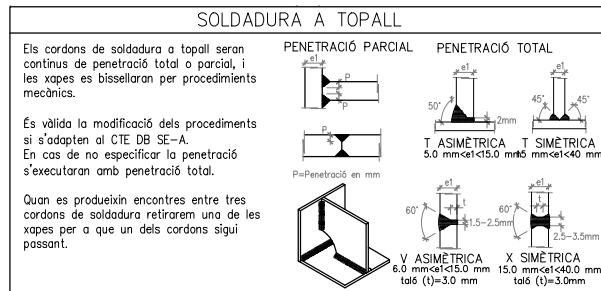 SOLDADURA A TOPALL
Els cordons de soldadura a topall seran
continus de penetració total o parcial, i
les xapes es bissellaran per procediments
mecànics.
És vàlida la modificació dels procediments
si s'adapten al CTE DB SE-A.
En cas de no especificar la penetració
s'executaran amb penetració total.
Quan es produeixin encontres entre tres
cordons de soldadura retirarem una de les
xapes per a que un dels cordons sigui
passant.
PENETRACIÓ PARCIAL
e1
P
P
P
P=Penetració en mm
PENETRACIÓ TOTAL
e1
50°
2mm
T ASIMÈTRICA
5.0 mm<e1<15.0 mm
e1
45°
45°
T SIMÈTRICA
15 mm<e1<40 mm
e1
t
60°
1.5-2.5mm
V ASIMÈTRICA
6.0 mm<e1<15.0 mm
taló (t)=3.0 mm
e1
t
60°
2.5-3.5mm
X SIMÈTRICA
15.0 mm<e1<40.0 mm
taló (t)=3.0mm